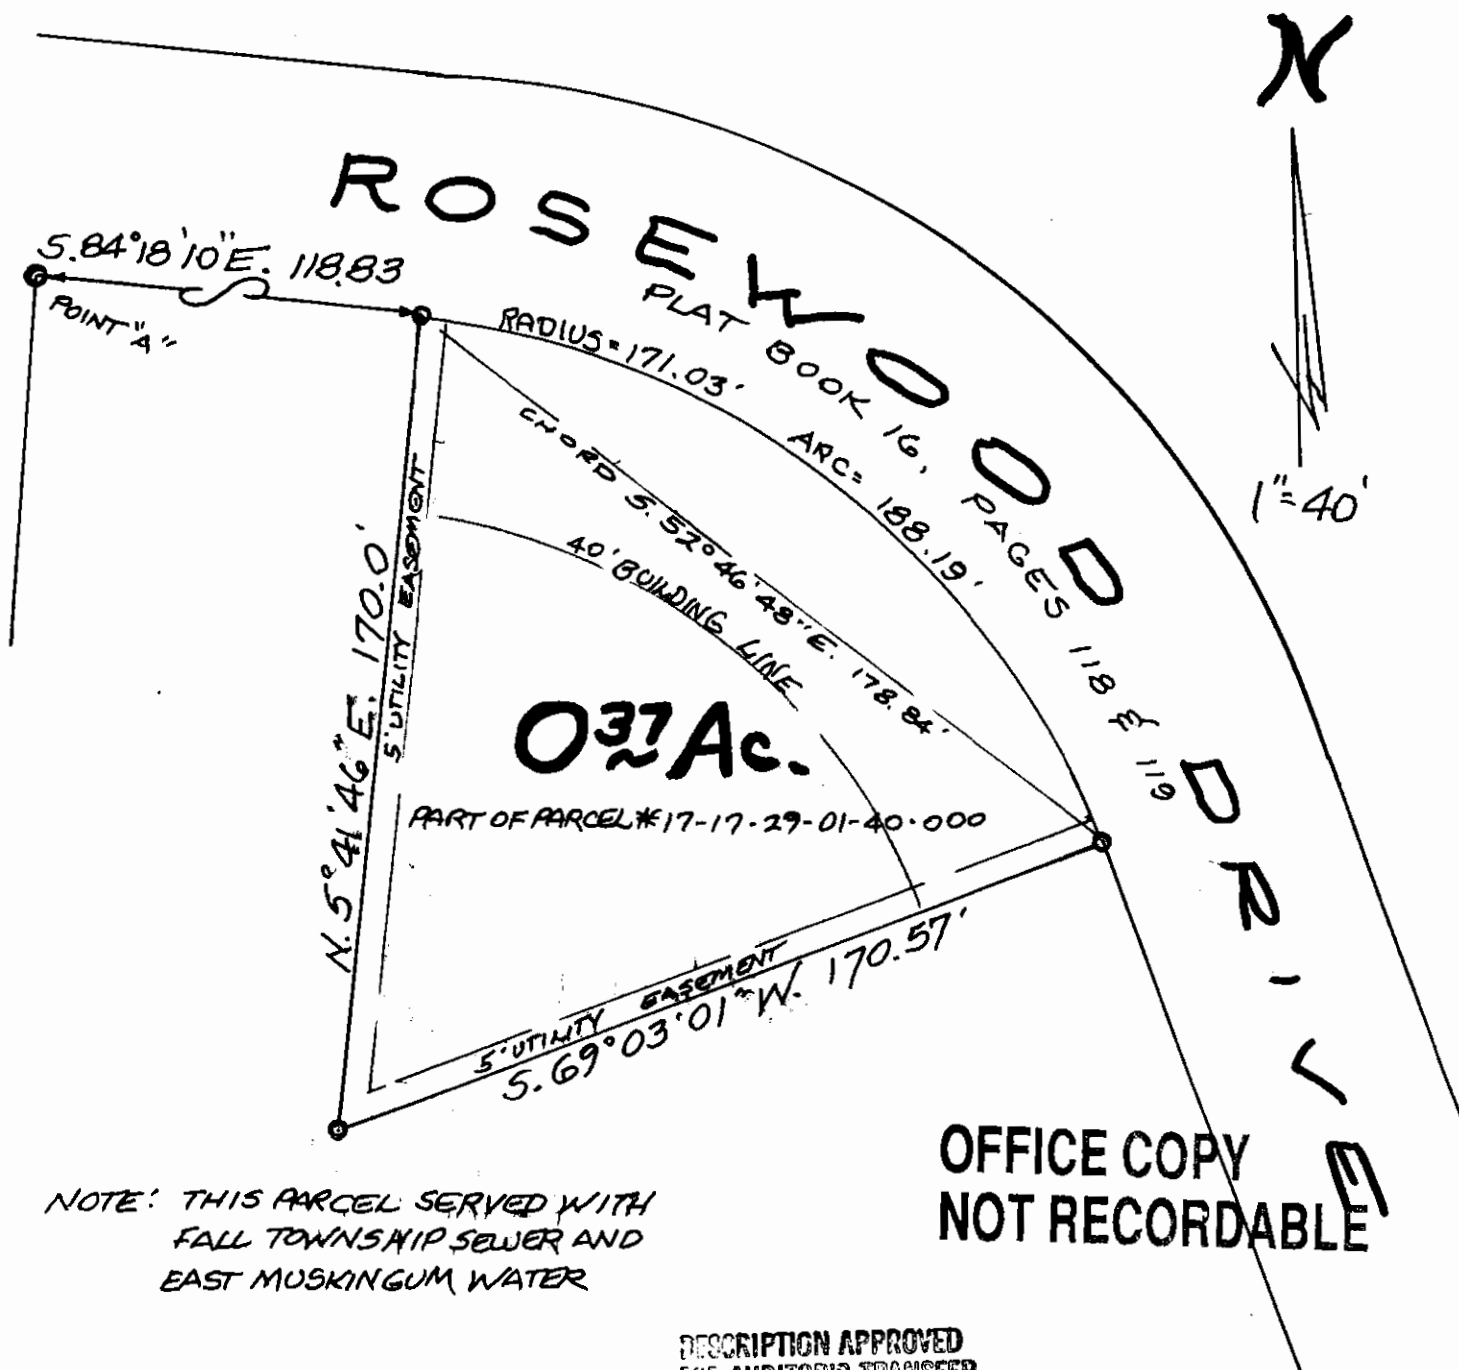 N
ROSEWOOD DRIVE
S.84°18'10"E. 118.83
POINT "A"
RADIUS = 171.03' ARC= 188.19'
PLAT BOOK 16, PAGES 118 & 119
1"=40'
CHORD S. 52°46'48"E. 178.84'
40' BUILDING LINE
N. 5°41'46"E. 170.0'
5' UTILITY EASEMENT
0.37 Ac.
PART OF PARCEL # 17-17-29-01-40-000
5' UTILITY EASEMENT
S. 69°03'01"W. 170.57'
OFFICE COPY
NOT RECORDABLE
NOTE: THIS PARCEL SERVED WITH
FALL TOWNSHIP SEWER AND
EAST MUSKINGUM WATER
DESCRIPTION APPROVED
FOR AUDITOR'S TRANSFER